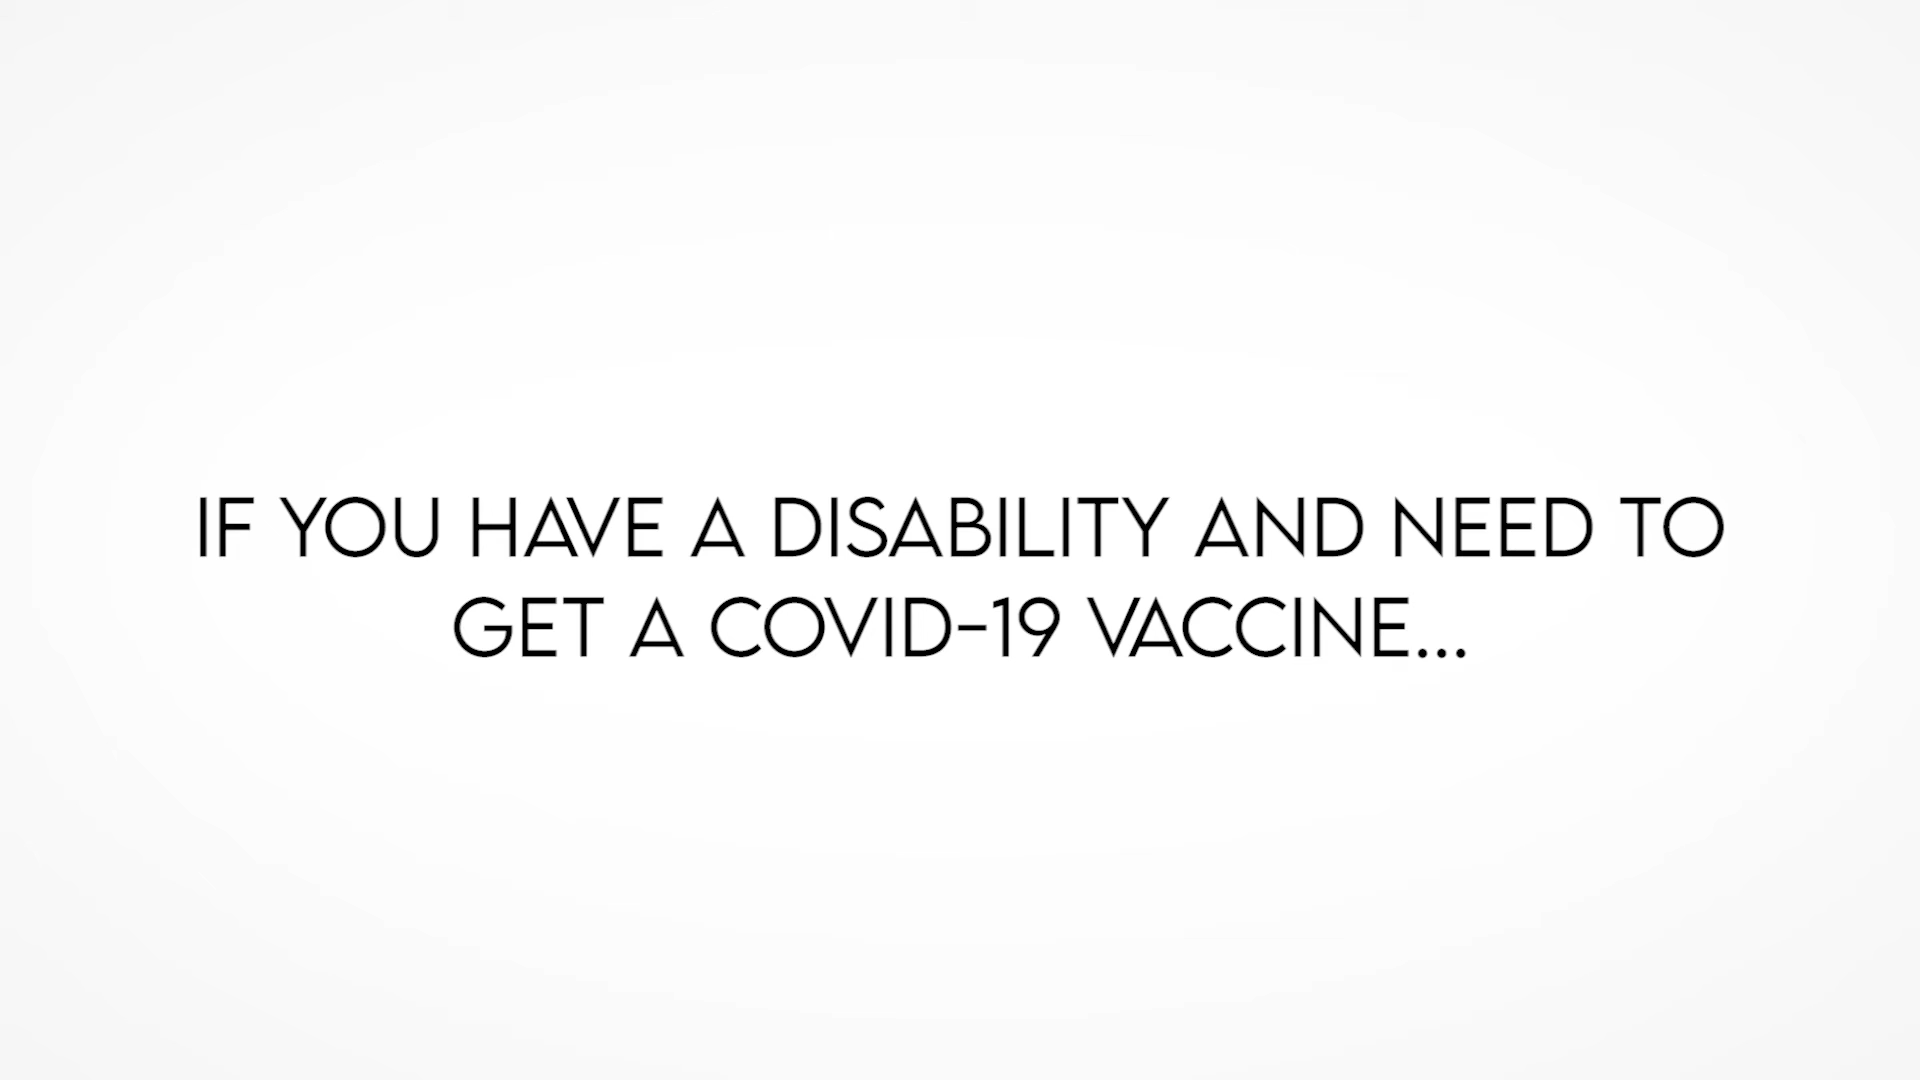 IF YOU HAVE A DISABILITY AND NEED TO
GET A COVID-19 VACCINE...